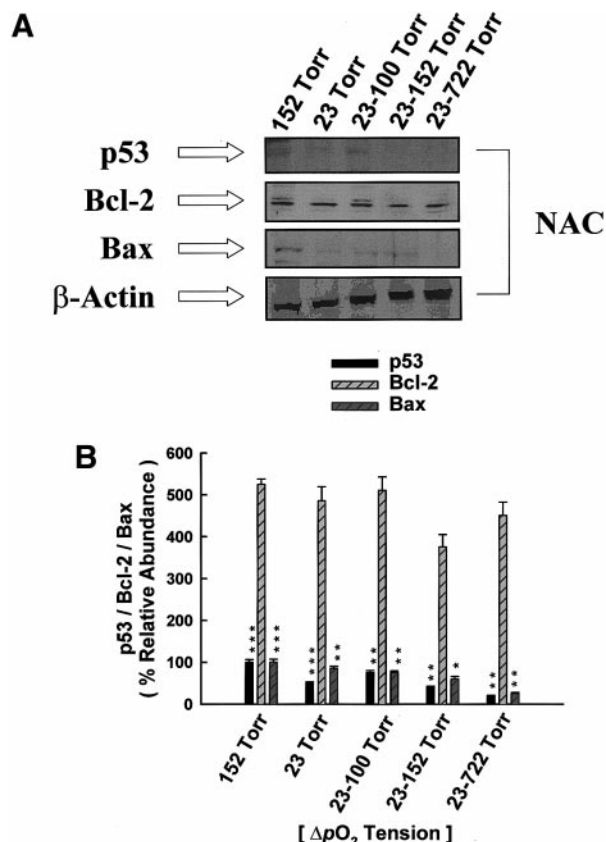 A
152 Torr
23 Torr
23-100 Torr
23-152 Torr
23-722 Torr
p53
Bcl-2
Bax
β-Actin
NAC
p53
Bcl-2
Bax
B
p53 / Bcl-2 / Bax
( % Relative Abundance )
600
500
400
300
200
100
0
***
***
***
**
**
**
**
*
**
**
152 Torr
23 Torr
23-100 Torr
23-152 Torr
23-722 Torr
[ ΔpO₂ Tension ]